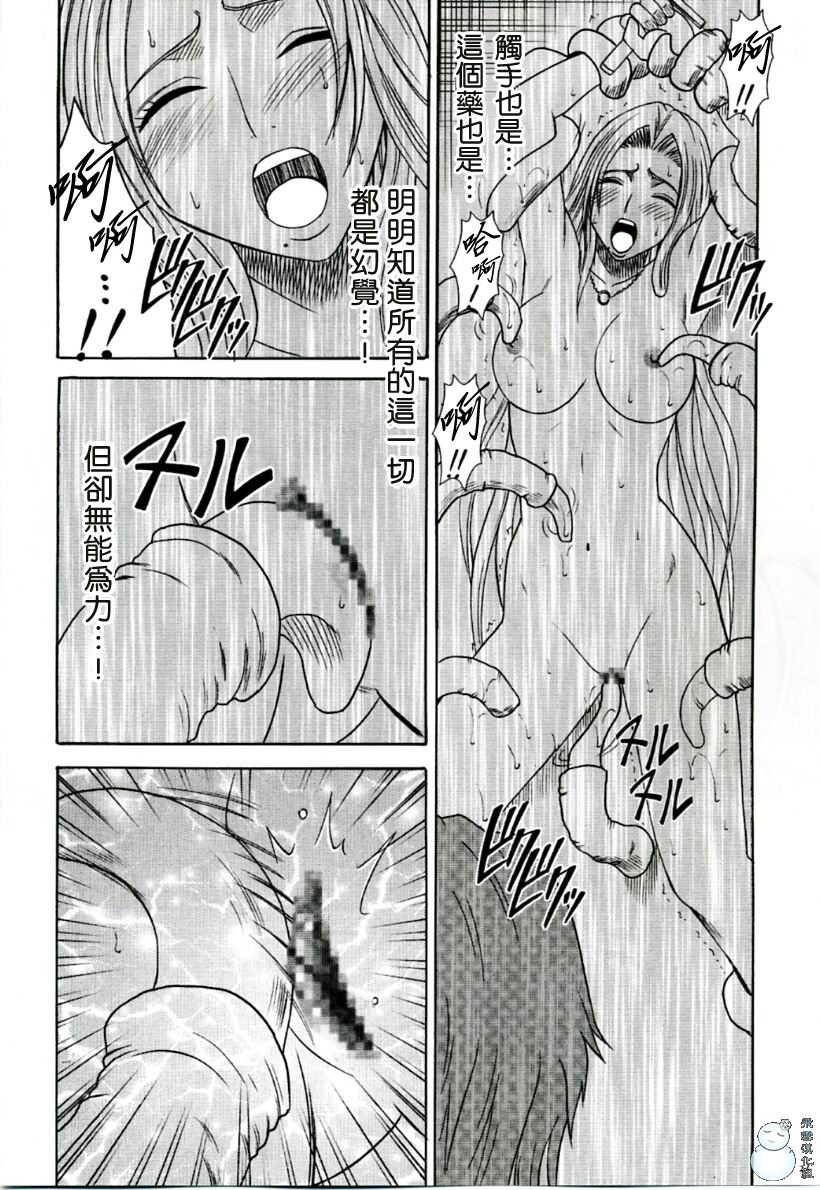 觸手也是…
這個藥也是…
啊
!!
哈
啊
!!
啊
!!
ビクッ
ヌル
ヌル
ビク
ビクッ
明明知道所有的這一切
都是幻覺…!
啊
啊
…
!!
ビクッ
ビク
ヌル
但卻無能爲力…!